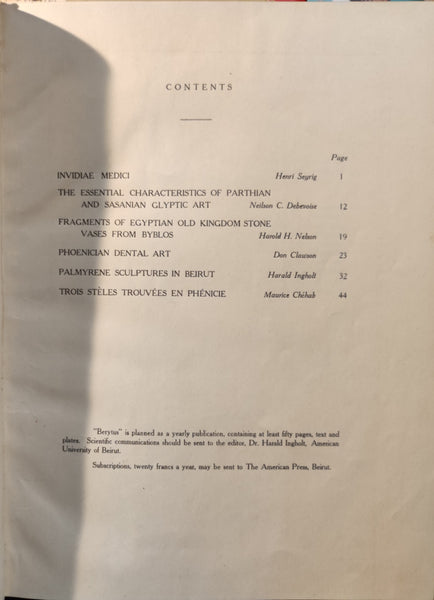 CONTENTS
Page
INVIDIAE MEDICI Henri Seyrig 1
THE ESSENTIAL CHARACTERISTICS OF PARTHIAN
AND SASANIAN GLYPTIC ART Neilson C. Debevoise 12
FRAGMENTS OF EGYPTIAN OLD KINGDOM STONE
VASES FROM BYBLOS Harold H. Nelson 19
PHOENICIAN DENTAL ART Don Clawson 23
PALMYRENE SCULPTURES IN BEIRUT Harald Ingholt 32
TROIS STÈLES TROUVÉES EN PHÉNICIE Maurice Chéhab 44
"Berytus" is planned as a yearly publication, containing at least fifty pages, text and
plates. Scientific communications should be sent to the editor, Dr. Harald Ingholt, American
University of Beirut.
Subscriptions, twenty francs a year, may be sent to The American Press, Beirut.